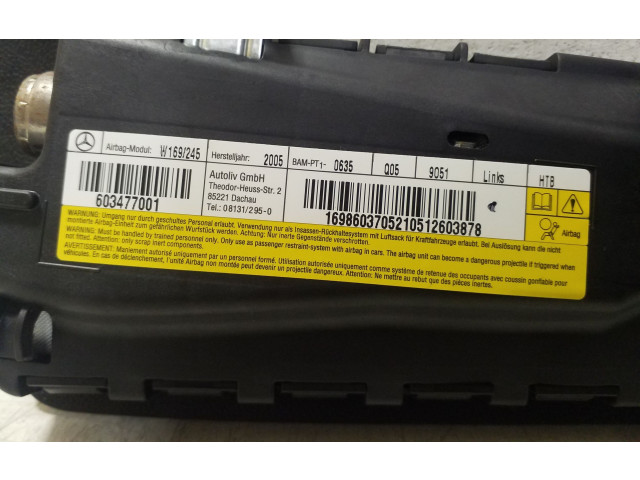 Airbag-Modul: W169/245 Herstelljahr: 2005 BAM-PT1- 0635 Q05 9051 Links HTB
603477001
Autoliv GmbH
Theodor-Heuss-Str. 2
85221 Dachau
Tel.: 08131/295-0
1698603705210512603878
Airbag
WARNUNG: Umgang nur durch geschultes Personal erlaubt. Verwendung nur als Insassen-Rückhaltesystem mit Luftsack für Kraftfahrzeuge erlaubt. Bei Auslösung kann die nicht
montierte Airbag-Einheit zum gefährlichen Wurfstück werden. Achtung: Nur Inertteile verschrotten.
WARNING: Must be handled by trained personnel only. Use only as passenger restraint-system with airbag in cars. The airbag unit can become a dangerous projectile if triggered when
not fitted. Attention: only scrap inert components.
AVERTISSEMENT: Maniement autorisé uniquement par un personnel formé. Utilisation autorisée uniquement comme système de retenue des occupants avec coussin gonflable pour
véhicules. En cas de déclenchement, l'unité Airbag non montée peut devenir un projectile dangereux. Attention: Ne mettre au rebut que des pièces inertes.